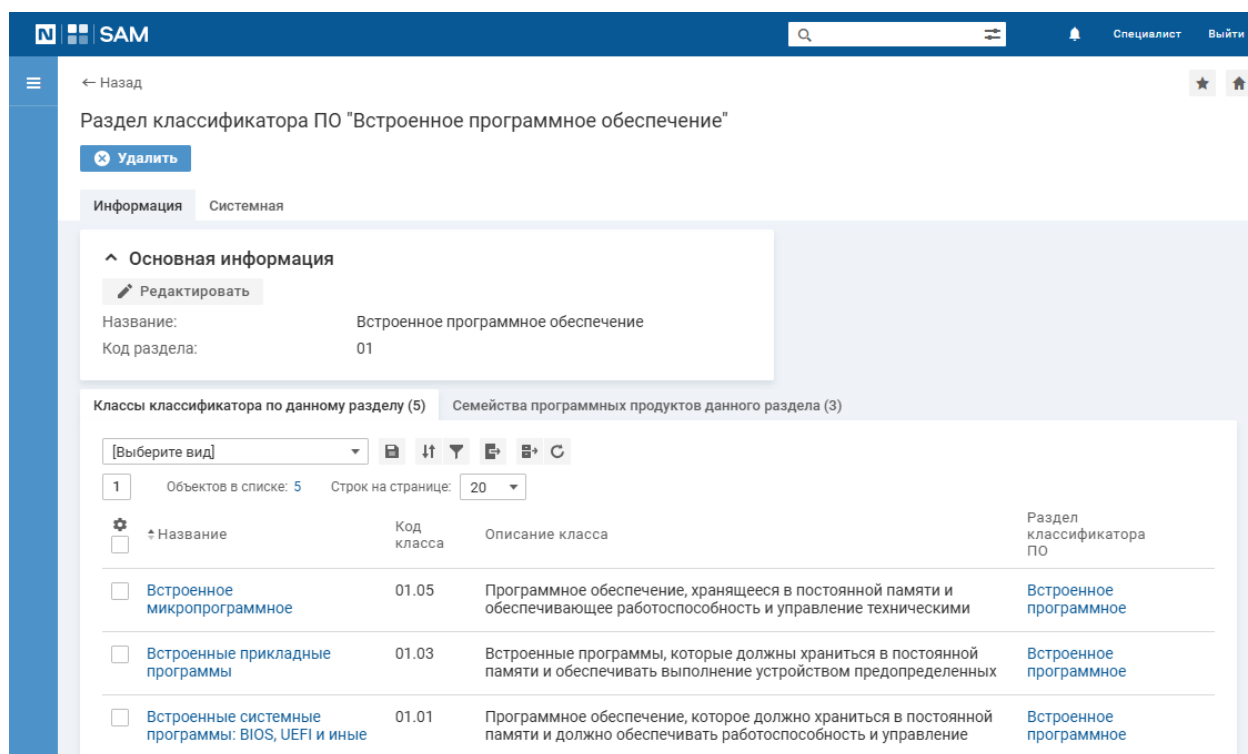 N SAM Специалист Выйти
← Назад
Раздел классификатора ПО "Встроенное программное обеспечение"
Удалить
Информация Системная
Основная информация
Редактировать
Название: Встроенное программное обеспечение
Код раздела: 01
Классы классификатора по данному разделу (5) Семейства программных продуктов данного раздела (3)
[Выберите вид]
1 Объектов в списке: 5 Строк на странице: 20
Название Код класса Описание класса Раздел классификатора ПО
Встроенное 01.05 Программное обеспечение, хранящееся в постоянной памяти и Встроенное
микропрограммное обеспечивающее работоспособность и управление техническими программное
Встроенные прикладные 01.03 Встроенные программы, которые должны храниться в постоянной Встроенное
программы памяти и обеспечивать выполнение устройством предопределенных программное
Встроенные системные 01.01 Программное обеспечение, которое должно храниться в постоянной Встроенное
программы: BIOS, UEFI и иные памяти и должно обеспечивать работоспособность и управление программное